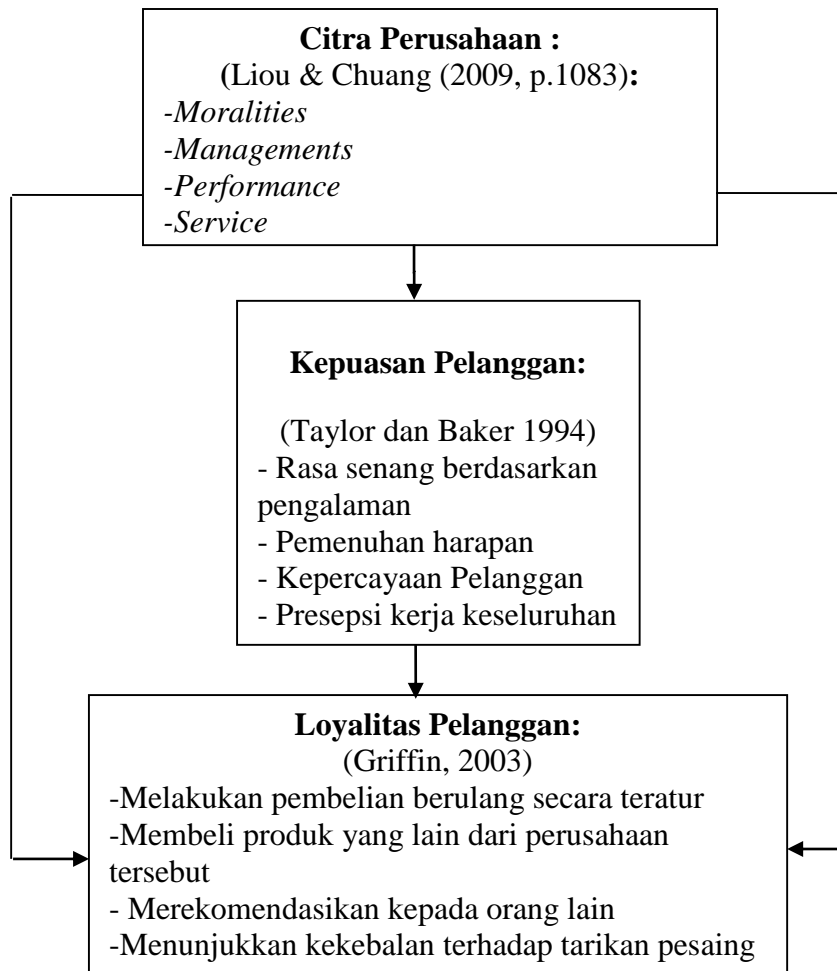 Citra Perusahaan :
(Liou & Chuang (2009, p.1083):
-Moralities
-Managements
-Performance
-Service
Kepuasan Pelanggan:
(Taylor dan Baker 1994)
- Rasa senang berdasarkan
pengalaman
- Pemenuhan harapan
- Kepercayaan Pelanggan
- Presepsi kerja keseluruhan
Loyalitas Pelanggan:
(Griffin, 2003)
-Melakukan pembelian berulang secara teratur
-Membeli produk yang lain dari perusahaan
tersebut
- Merekomendasikan kepada orang lain
-Menunjukkan kekebalan terhadap tarikan pesaing